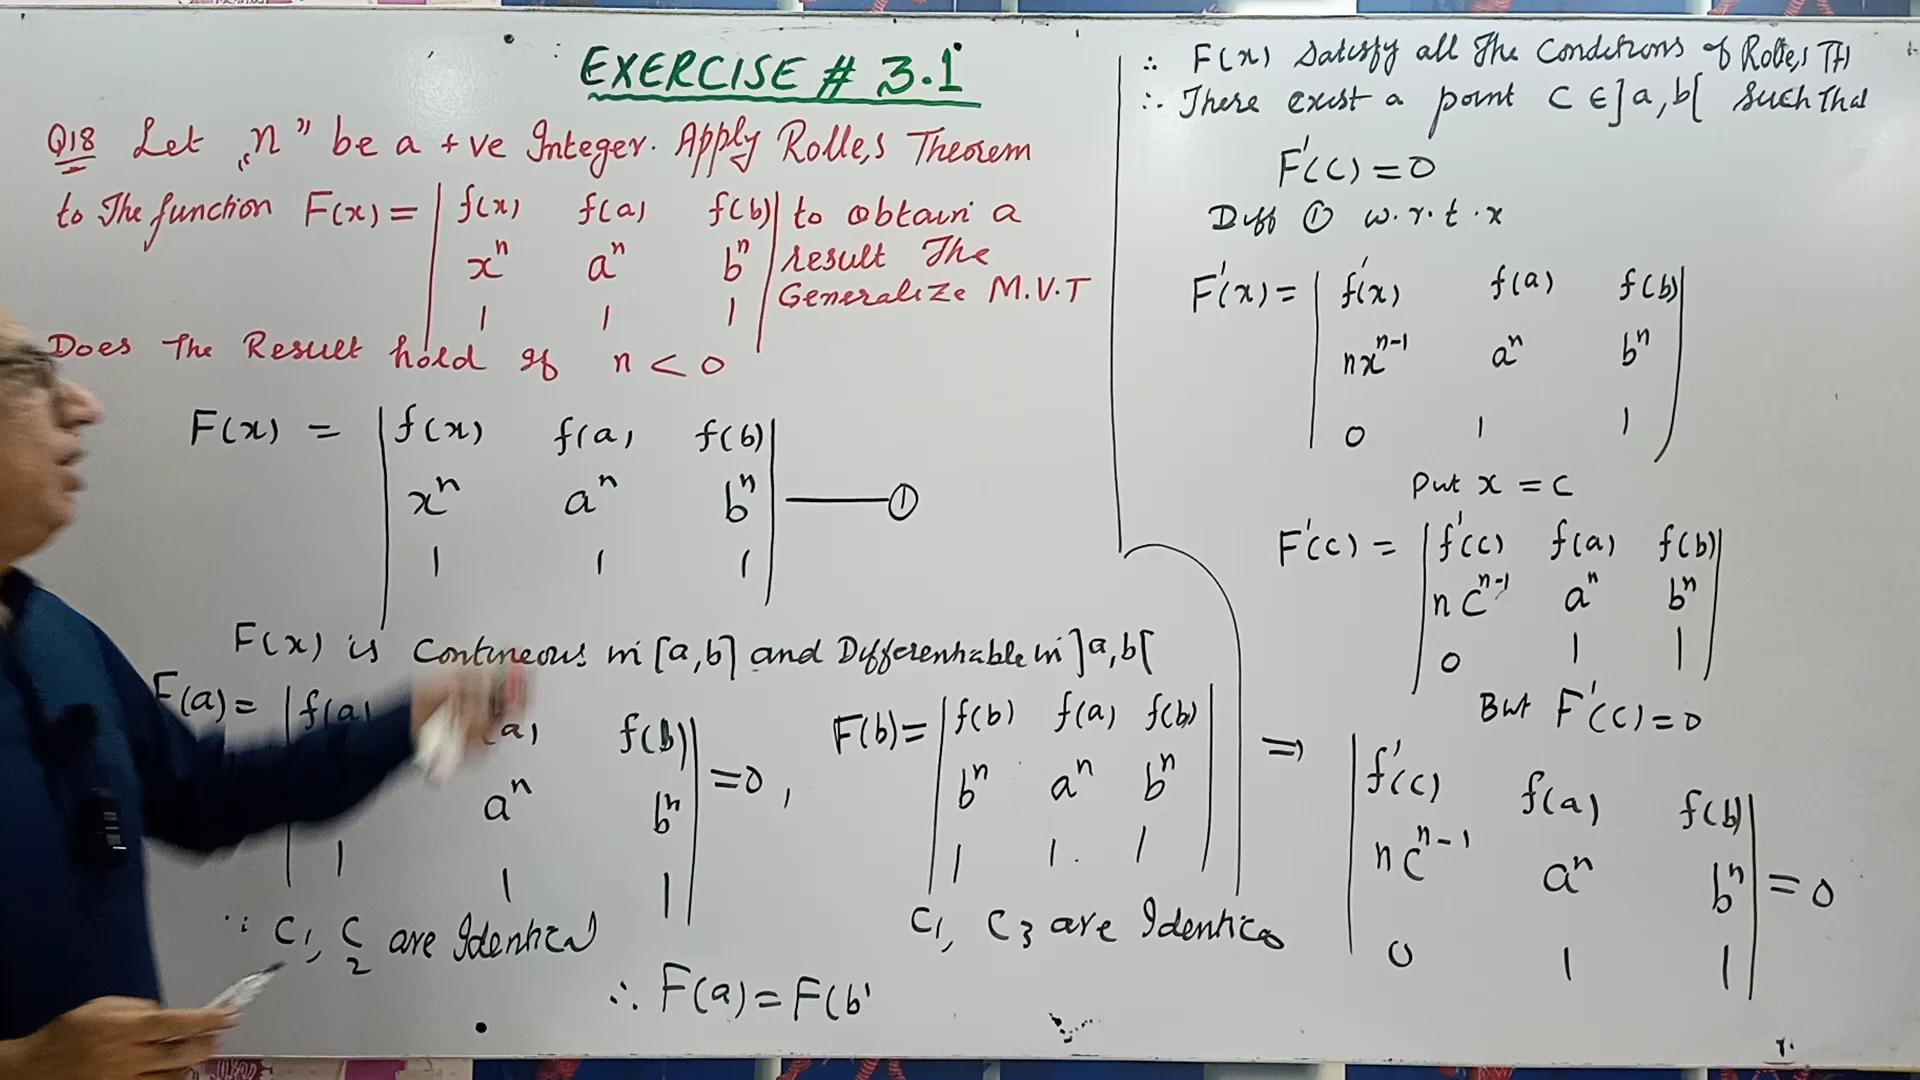 EXERCISE # 3.1
Q18 Let „n” be a +ve Integer. Apply Rolle,s Theorem
to The function F(x) = | f(x) f(a) f(b) | to obtain a
| xⁿ aⁿ bⁿ | result The
| 1 1 1 | Generalize M.V.T
Does The Result hold if n < 0
F(x) = | f(x) f(a) f(b) |
| xⁿ aⁿ bⁿ | —— ①
| 1 1 1 |
F(x) is Contineous in [a,b] and Differentiable in ]a,b[
F(a) = | f(a) (a) f(b) | = 0 ,
aⁿ bⁿ |
| 1 1 1 |
∵ C₁, C₂ are Identical
F(b) = | f(b) f(a) f(b) |
| bⁿ aⁿ bⁿ |
| 1 1 1 |
C₁, C₃ are Identica
∴ F(a) = F(b)
∴ F(x) Satisfy all The Conditions of Rolle,s TH
∴ There exist a point C ∈ ]a,b[ Such That
F'(c) = 0
Diff ① w.r.t.x
F'(x) = | f'(x) f(a) f(b) |
| nxⁿ⁻¹ aⁿ bⁿ |
| 0 1 1 |
Put x = c
F'(c) = | f'(c) f(a) f(b) |
| n cⁿ⁻¹ aⁿ bⁿ |
| 0 1 1 |
But F'(c) = 0
⇒ | f'(c) f(a) f(b) |
| n cⁿ⁻¹ aⁿ bⁿ | = 0
| 0 1 1 |